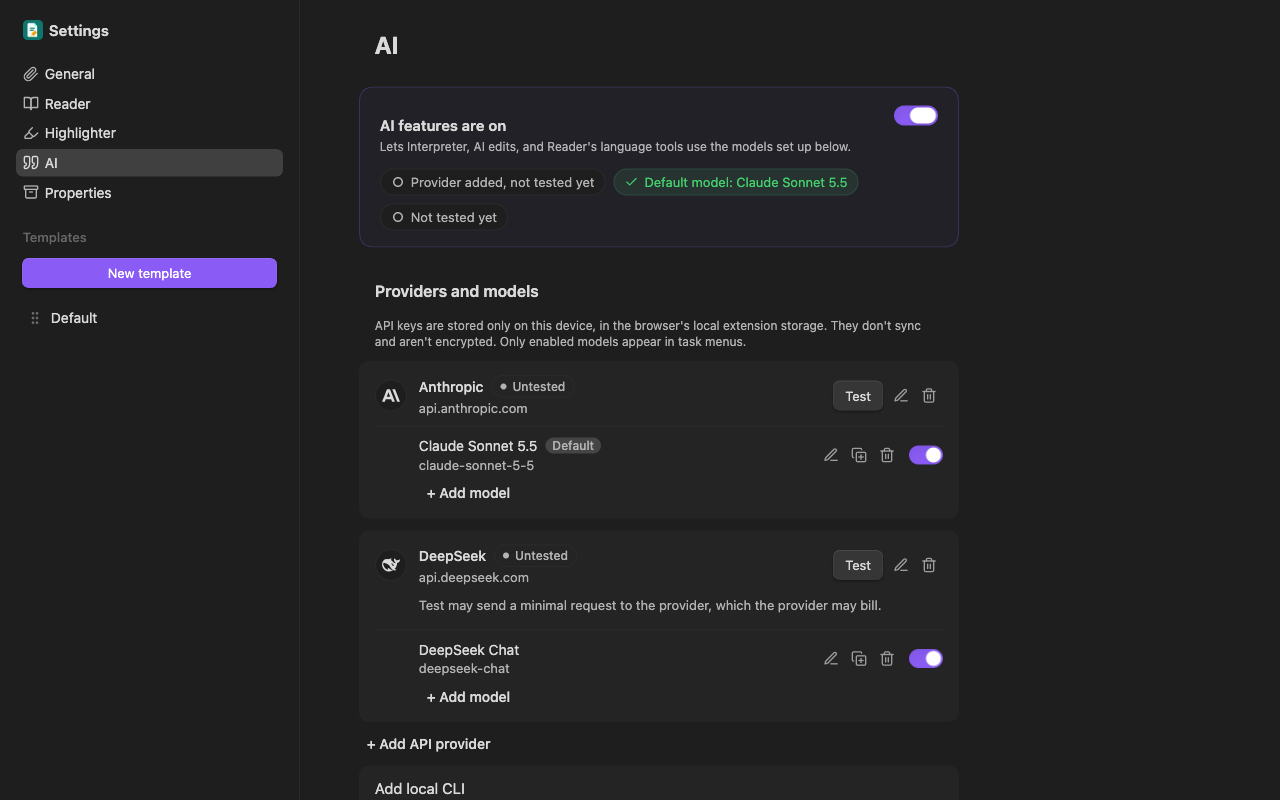 Settings
General
Reader
Highlighter
AI
Properties
Templates
New template
Default
AI
AI features are on
Lets Interpreter, AI edits, and Reader's language tools use the models set up below.
Provider added, not tested yet
Default model: Claude Sonnet 5.5
Not tested yet
Providers and models
API keys are stored only on this device, in the browser's local extension storage. They don't sync
and aren't encrypted. Only enabled models appear in task menus.
Anthropic
Untested
api.anthropic.com
Test
Claude Sonnet 5.5
Default
claude-sonnet-5-5
+ Add model
DeepSeek
Untested
api.deepseek.com
Test
Test may send a minimal request to the provider, which the provider may bill.
DeepSeek Chat
deepseek-chat
+ Add model
+ Add API provider
Add local CLI